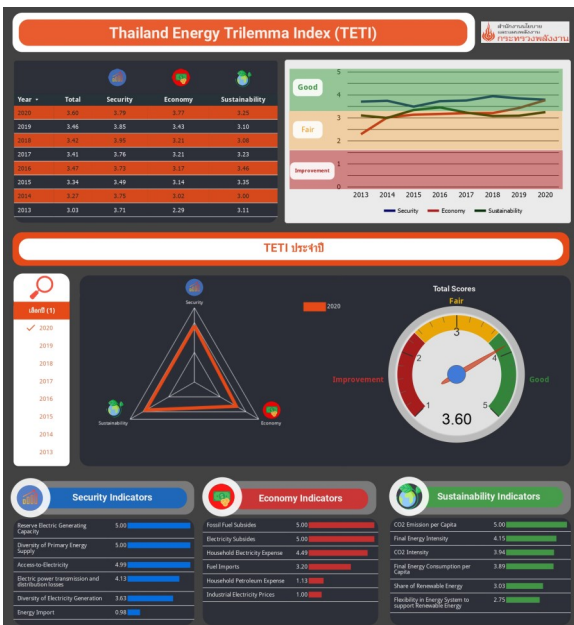 Thailand Energy Trilemma Index (TETI)
สำนักงานนโยบาย
และแผนพลังงาน
กระทรวงพลังงาน
Year Total Security Economy Sustainability
2020 3.60 3.79 3.77 3.25
2019 3.46 3.85 3.43 3.10
2018 3.42 3.95 3.21 3.08
2017 3.41 3.76 3.21 3.23
2016 3.47 3.73 3.17 3.46
2015 3.34 3.49 3.14 3.35
2014 3.27 3.75 3.02 3.00
2013 3.03 3.71 2.29 3.11
5
Good
4
3
Fair
2
Improvement
1
0
2013 2014 2015 2016 2017 2018 2019 2020
Security Economy Sustainability
TETI ประจำปี
เลือกปี (1)
2020
2019
2018
2017
2016
2015
2014
2013
Security
Sustainability
Economy
2020
Total Scores
Fair
Improvement
Good
1
2
3
4
5
3.60
Security Indicators
Reserve Electric Generating
Capacity 5.00
Diversity of Primary Energy
Supply 5.00
Access-to-Electricity 4.99
Electric power transmission and
distribution losses 4.13
Diversity of Electricity Generation 3.63
Energy Import 0.98
Economy Indicators
Fossil Fuel Subsides 5.00
Electricity Subsides 5.00
Household Electricity Expense 4.49
Fuel Imports 3.20
Household Petroleum Expense 1.13
Industrial Electricity Prices 1.00
Sustainability Indicators
CO2 Emission per Capita 5.00
Final Energy Intensity 4.15
CO2 Intensity 3.94
Final Energy Consumption per
Capita 3.89
Share of Renewable Energy 3.03
Flexibility in Energy System to
support Renewable Energy 2.75